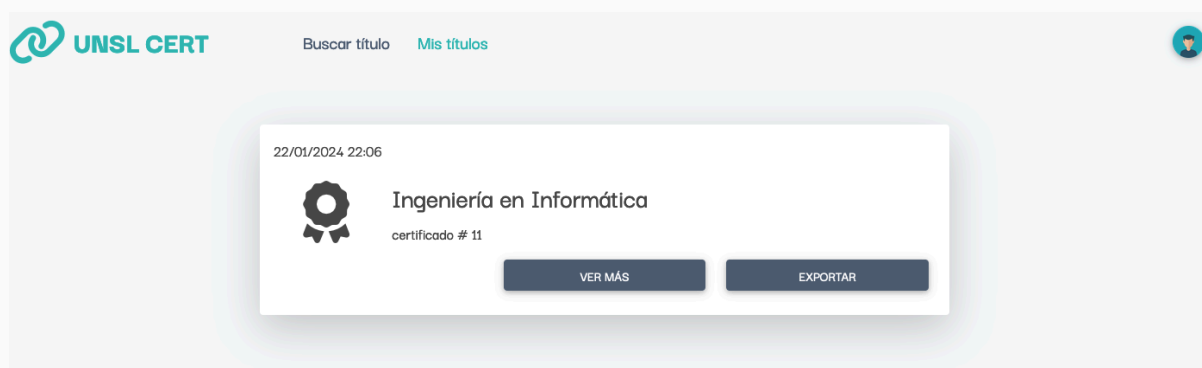 UNSL CERT Buscar título Mis títulos
22/01/2024 22:06
Ingeniería en Informática
certificado # 11
VER MÁS EXPORTAR